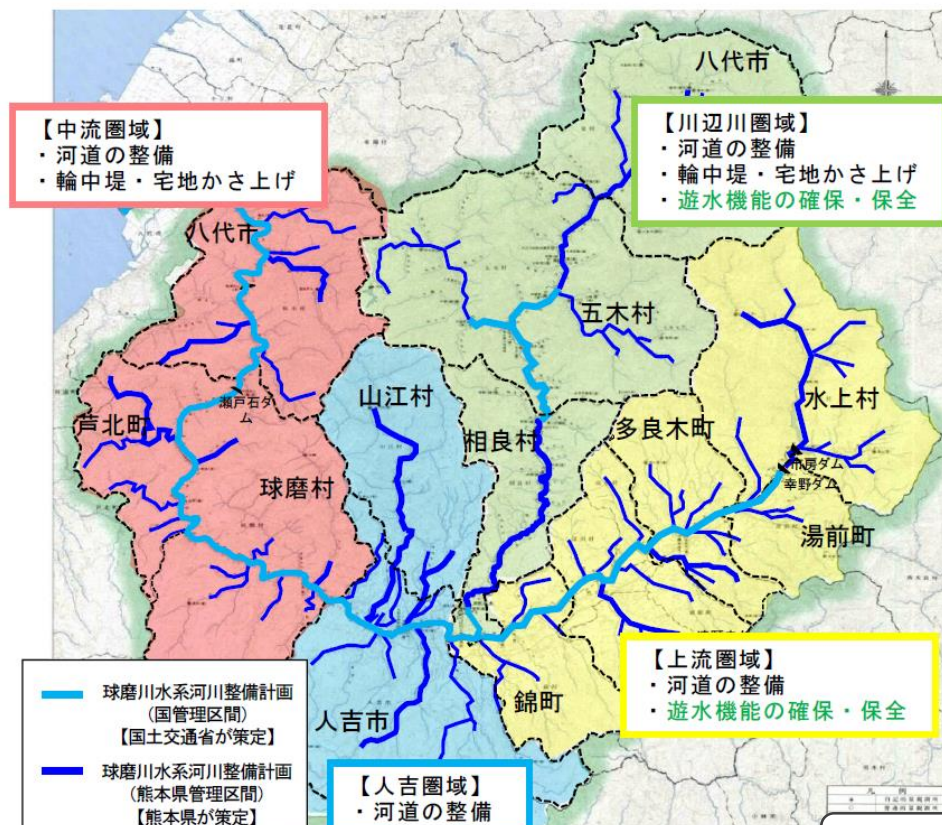 八代市
【中流圏域】
・河道の整備
・輪中堤・宅地かさ上げ
【川辺川圏域】
・河道の整備
・輪中堤・宅地かさ上げ
・遊水機能の確保・保全
八代市
五木村
山江村
水上村
瀬戸石ダ
ム
芦北町
相良村
多良木町
球磨村
市房ダム
幸野ダム
湯前町
【上流圏域】
・河道の整備
・遊水機能の確保・保全
錦町
人吉市
球磨川水系河川整備計画
(国管理区間)
【国土交通省が策定】
球磨川水系河川整備計画
(熊本県管理区間)
【熊本県が策定】
【人吉圏域】
・河道の整備
凡例